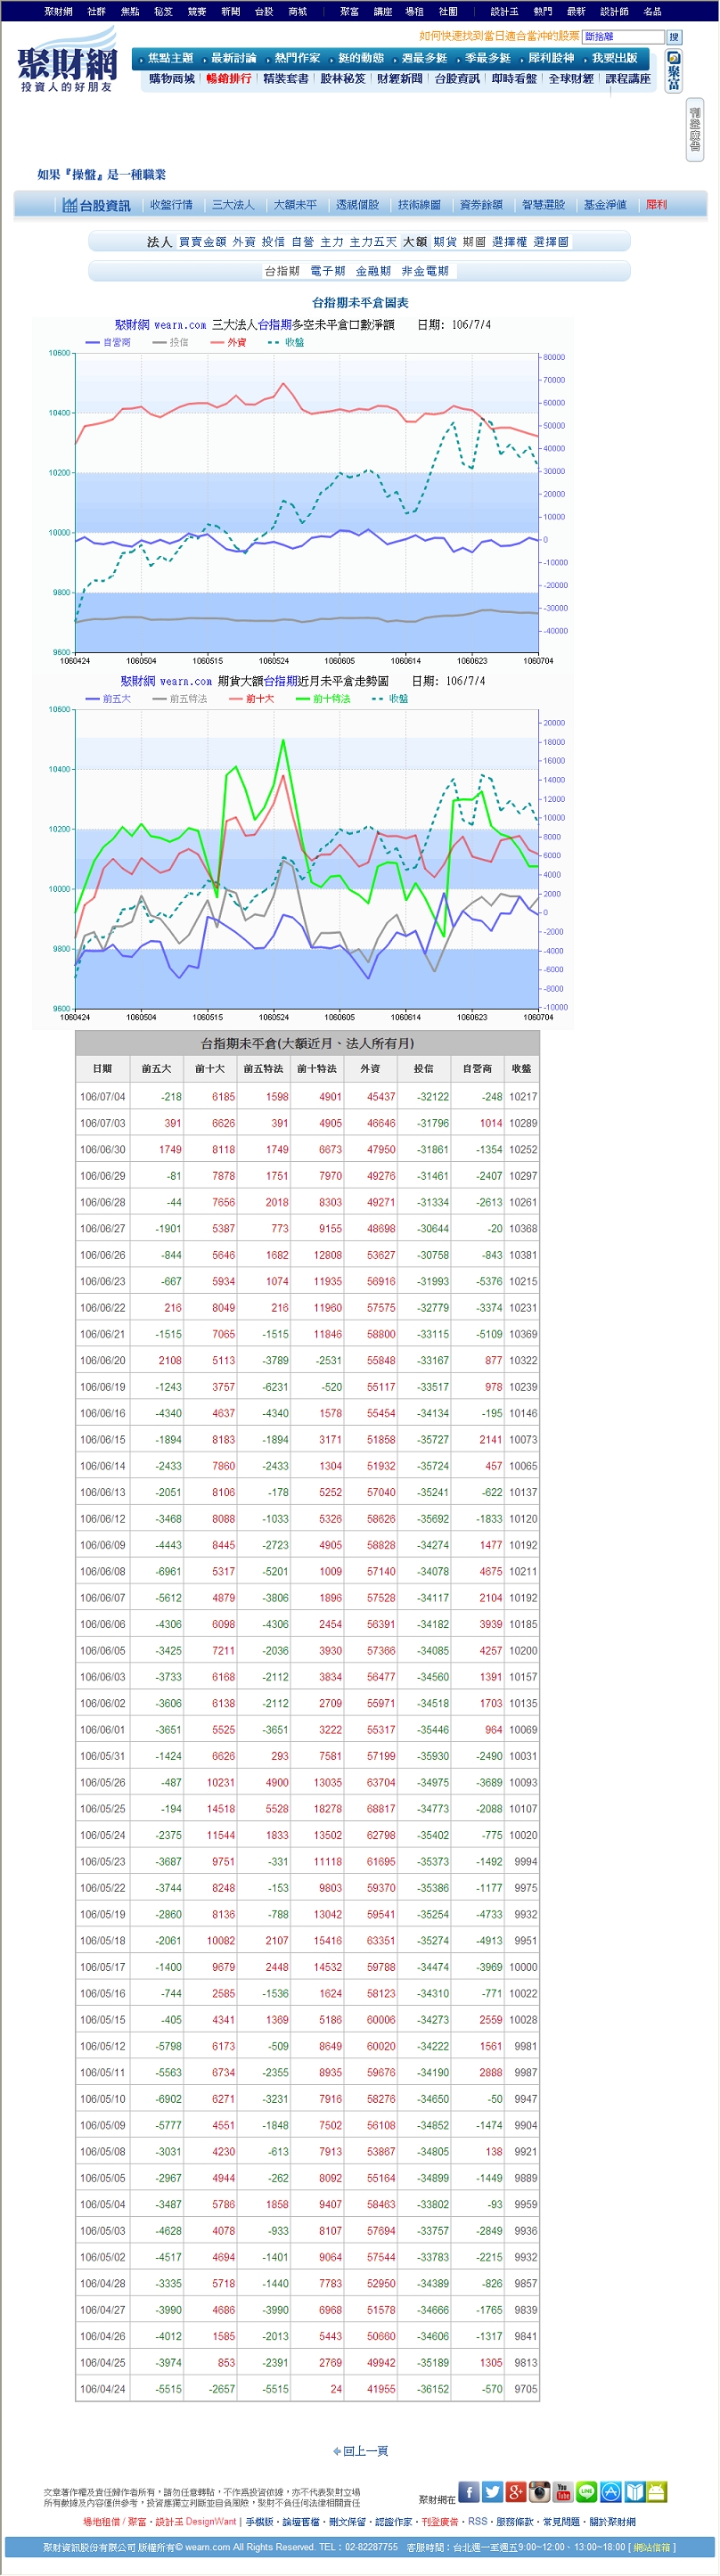 聚財網 社群 焦點 秘笈 競賽 新聞 台股 商城 | 聚富 講座 場租 社團 | 設計王 熱門 最新 設計師 名品
如何快速找到當日適合當沖的股票 斷捨離 搜
聚財網
投資人的好朋友
焦點主題 最新討論 熱門作家 挺的動態 週最多挺 季最多挺 犀利股神 我要出版
購物商城 暢銷排行 精裝套書 股林秘笈 財經新聞 台股資訊 即時看盤 全球財經 課程講座
聚富
刊登廣告
如果『操盤』是一種職業
台股資訊 收盤行情 三大法人 大額未平 透視個股 技術線圖 資券餘額 智慧選股 基金淨值 犀利
法人 買賣金額 外資 投信 自營 主力 主力五天 大額 期貨 期圖 選擇權 選擇圖
台指期 電子期 金融期 非金電期
台指期未平倉圖表
聚財網 wearn.com 三大法人台指期多空未平倉口數淨額 日期: 106/7/4
自營商 投信 外資 收盤
10600 10400 10200 10000 9800 9600
80000 70000 60000 50000 40000 30000 20000 10000 0 -10000 -20000 -30000 -40000
1060424 1060504 1060515 1060524 1060605 1060614 1060623 1060704
聚財網 wearn.com 期貨大額台指期近月未平倉走勢圖 日期: 106/7/4
前五大 前五特法 前十大 前十特法 收盤
10600 10400 10200 10000 9800 9600
20000 18000 16000 14000 12000 10000 8000 6000 4000 2000 0 -2000 -4000 -6000 -8000 -10000
1060424 1060504 1060515 1060524 1060605 1060614 1060623 1060704
台指期未平倉(大額近月、法人所有月)
日期 前五大 前十大 前五特法 前十特法 外資 投信 自營商 收盤
106/07/04 -218 6185 1598 4901 45437 -32122 -248 10217
106/07/03 391 6626 391 4905 46646 -31796 1014 10289
106/06/30 1749 8118 1749 6673 47950 -31861 -1354 10252
106/06/29 -81 7878 1751 7970 49276 -31461 -2407 10297
106/06/28 -44 7656 2018 8303 49271 -31334 -2613 10261
106/06/27 -1901 5387 773 9155 48698 -30644 -20 10368
106/06/26 -844 5646 1682 12808 53627 -30758 -843 10381
106/06/23 -667 5934 1074 11935 56916 -31993 -5376 10215
106/06/22 216 8049 216 11960 57575 -32779 -3374 10231
106/06/21 -1515 7065 -1515 11846 58800 -33115 -5109 10369
106/06/20 2108 5113 -3789 -2531 55848 -33167 877 10322
106/06/19 -1243 3757 -6231 -520 55117 -33517 978 10239
106/06/16 -4340 4637 -4340 1578 55454 -34134 -195 10146
106/06/15 -1894 8183 -1894 3171 51858 -35727 2141 10073
106/06/14 -2433 7860 -2433 1304 51932 -35724 457 10065
106/06/13 -2051 8106 -178 5252 57040 -35241 -622 10137
106/06/12 -3468 8088 -1033 5326 58626 -35692 -1833 10120
106/06/09 -4443 8445 -2723 4905 58828 -34274 1477 10192
106/06/08 -6961 5317 -5201 1009 57140 -34078 4675 10211
106/06/07 -5612 4879 -3806 1896 57528 -34117 2104 10192
106/06/06 -4306 6098 -4306 2454 56391 -34182 3939 10185
106/06/05 -3425 7211 -2036 3930 57366 -34085 4257 10200
106/06/03 -3733 6168 -2112 3834 56477 -34560 1391 10157
106/06/02 -3606 6138 -2112 2709 55971 -34518 1703 10135
106/06/01 -3651 5525 -3651 3222 55317 -35446 964 10069
106/05/31 -1424 6626 293 7581 57199 -35930 -2490 10031
106/05/26 -487 10231 4900 13035 63704 -34975 -3689 10093
106/05/25 -194 14518 5528 18278 68817 -34773 -2088 10107
106/05/24 -2375 11544 1833 13502 62798 -35402 -775 10020
106/05/23 -3687 9751 -331 11118 61695 -35373 -1492 9994
106/05/22 -3744 8248 -153 9803 59370 -35386 -1177 9975
106/05/19 -2860 8136 -788 13042 59541 -35254 -4733 9932
106/05/18 -2061 10082 2107 15416 63351 -35274 -4913 9951
106/05/17 -1400 9679 2448 14532 59788 -34474 -3969 10000
106/05/16 -744 2585 -1536 1624 58123 -34310 -771 10022
106/05/15 -405 4341 1369 5186 60006 -34273 2559 10028
106/05/12 -5798 6173 -509 8649 60020 -34222 1561 9981
106/05/11 -5563 6734 -2355 8935 59676 -34190 2888 9987
106/05/10 -6902 6271 -3231 7916 58276 -34650 -50 9947
106/05/09 -5777 4551 -1848 7502 56108 -34852 -1474 9904
106/05/08 -3031 4230 -613 7913 53867 -34805 138 9921
106/05/05 -2967 4944 -262 8092 55164 -34899 -1449 9889
106/05/04 -3487 5786 1858 9407 58463 -33802 -93 9959
106/05/03 -4628 4078 -933 8107 57694 -33757 -2849 9936
106/05/02 -4517 4694 -1401 9064 57544 -33783 -2215 9932
106/04/28 -3335 5718 -1440 7783 52950 -34389 -826 9857
106/04/27 -3990 4686 -3990 6968 51578 -34666 -1765 9839
106/04/26 -4012 1585 -2013 5443 50660 -34606 -1317 9841
106/04/25 -3974 853 -2391 2769 49942 -35189 1305 9813
106/04/24 -5515 -2657 -5515 24 41955 -36152 -570 9705
回上一頁
文章著作權及責任歸作者所有，請勿任意轉貼，不作為投資依據，亦不代表聚財立場
所有數據及內容僅供參考，投資應獨立判斷並自負風險，聚財不負任何法律相關責任
聚財網在 You Tube LINE
場地租借 / 聚富・設計王 DesignWant | 手機版・論壇舊檔・刪文保留・認證作家・刊登廣告・RSS・服務條款・常見問題・關於聚財網
聚財資訊股份有限公司 版權所有© wearn.com All Rights Reserved. TEL：02-82287755 客服時間：台北週一至週五9:00~12:00、13:00~18:00 [ 網站信箱 ]